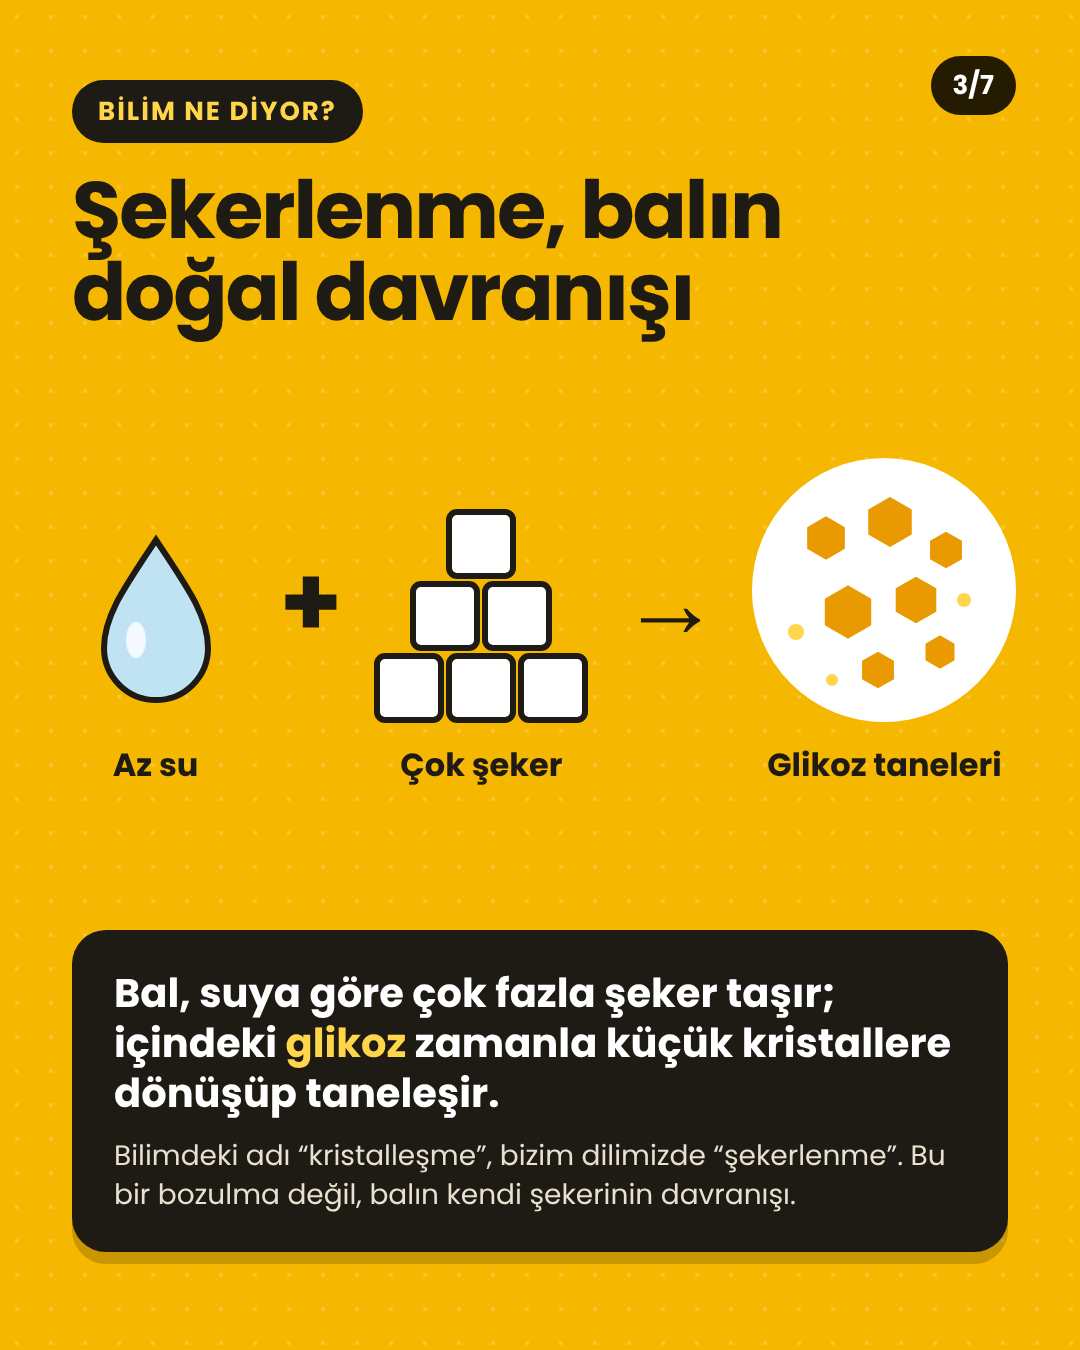 BİLİM NE DİYOR?
3/7
Şekerlenme, balın
doğal davranışı
Az su
Çok şeker
Glikoz taneleri
Bal, suya göre çok fazla şeker taşır;
içindeki glikoz zamanla küçük kristallere
dönüşüp taneleşir.
Bilimdeki adı “kristalleşme”, bizim dilimizde “şekerlenme”. Bu
bir bozulma değil, balın kendi şekerinin davranışı.